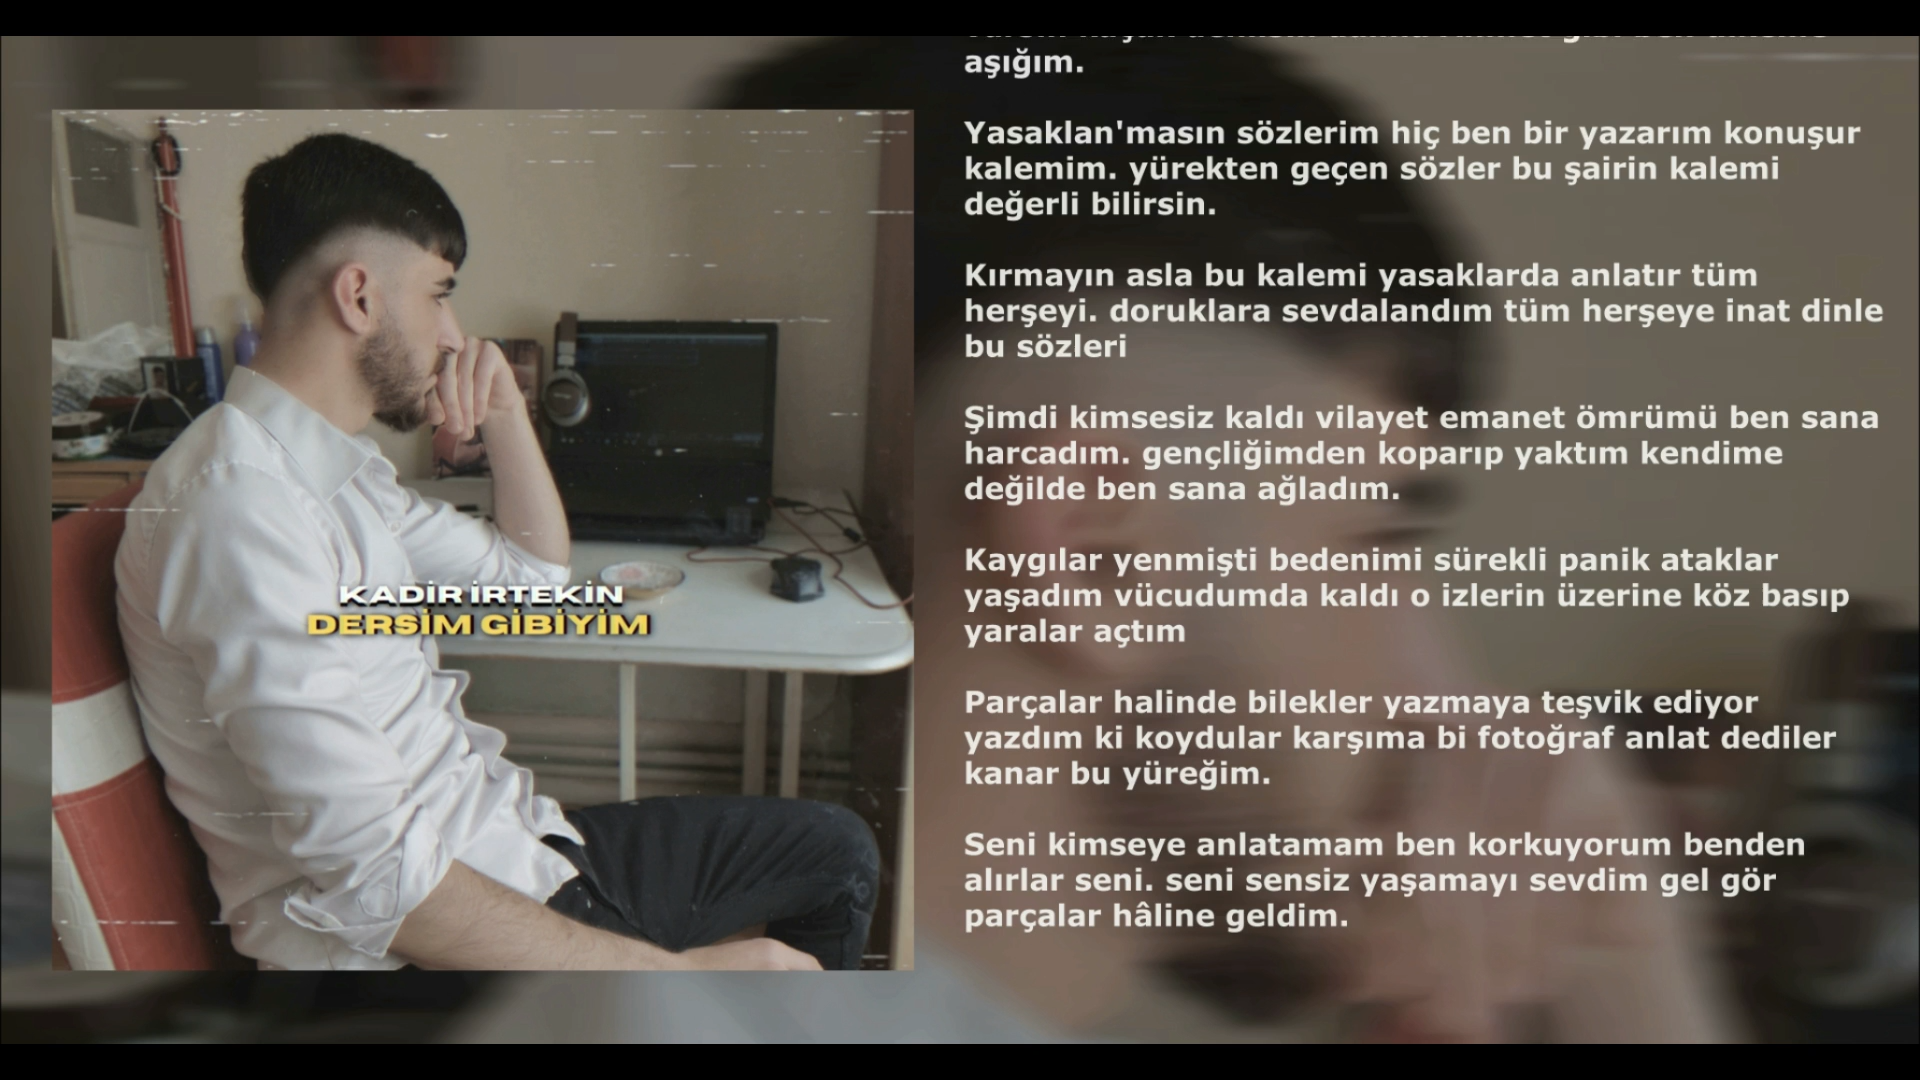 KADİR İRTEKİN
DERSİM GİBİYİM
aşığım.
Yasaklan'masın sözlerim hiç ben bir yazarım konuşur
kalemim. yürekten geçen sözler bu şairin kalemi
değerli bilirsin.
Kırmayın asla bu kalemi yasaklarda anlatır tüm
herşeyi. doruklara sevdalandım tüm herşeye inat dinle
bu sözleri
Şimdi kimsesiz kaldı vilayet emanet ömrümü ben sana
harcadım. gençliğimden koparıp yaktım kendime
değilde ben sana ağladım.
Kaygılar yenmişti bedenimi sürekli panik ataklar
yaşadım vücudumda kaldı o izlerin üzerine köz basıp
yaralar açtım
Parçalar halinde bilekler yazmaya teşvik ediyor
yazdım ki koydular karşıma bi fotoğraf anlat dediler
kanar bu yüreğim.
Seni kimseye anlatamam ben korkuyorum benden
alırlar seni. seni sensiz yaşamayı sevdim gel gör
parçalar hâline geldim.